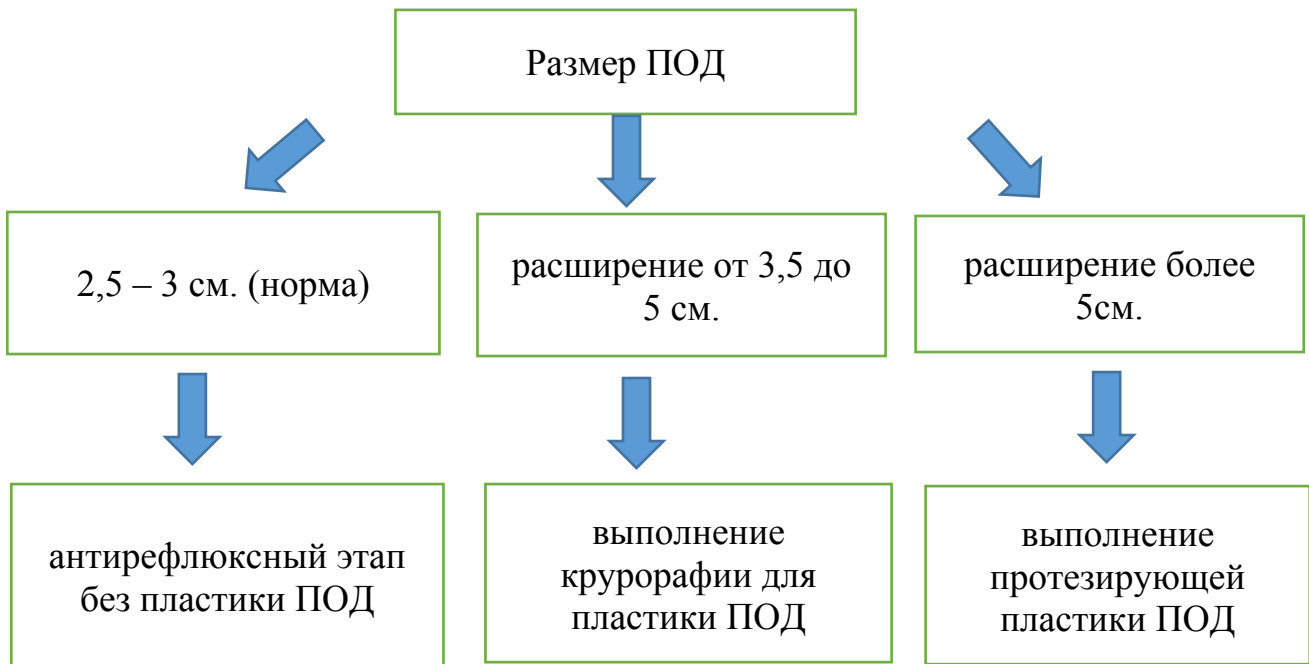 Размер ПОД
2,5 – 3 см. (норма)
расширение от 3,5 до
5 см.
расширение более
5см.
антирефлюксный этап
без пластики ПОД
выполнение
крурорафии для
пластики ПОД
выполнение
протезирующей
пластики ПОД